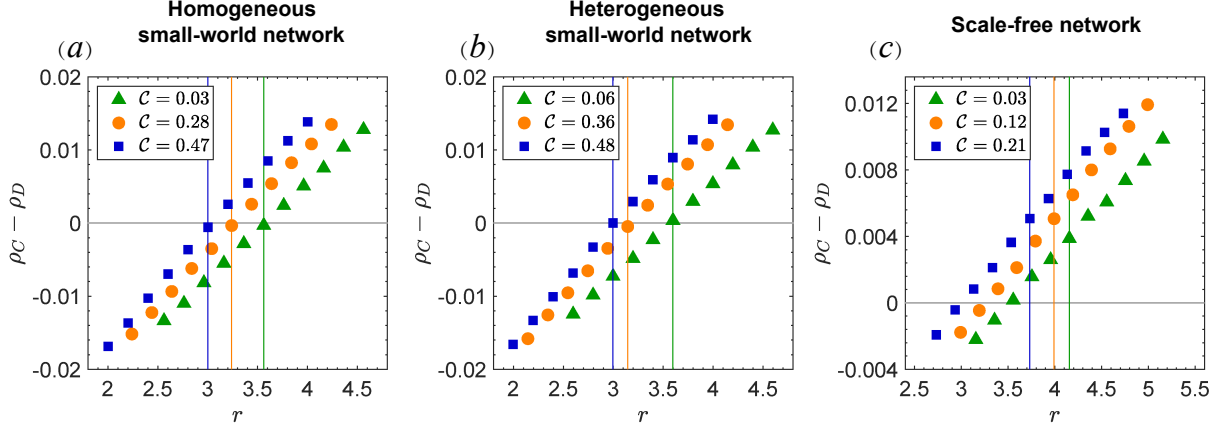 Homogeneous
small-world network
(a)
0.02
0.01
0
-0.01
-0.02
ρC − ρD
C = 0.03
C = 0.28
C = 0.47
2 2.5 3 3.5 4 4.5
r
Heterogeneous
small-world network
(b)
0.02
0.01
0
-0.01
-0.02
ρC − ρD
C = 0.06
C = 0.36
C = 0.48
2 2.5 3 3.5 4 4.5
r
Scale-free network
(c)
0.012
0.008
0.004
0
-0.004
ρC − ρD
C = 0.03
C = 0.12
C = 0.21
2.5 3 3.5 4 4.5 5 5.5
r